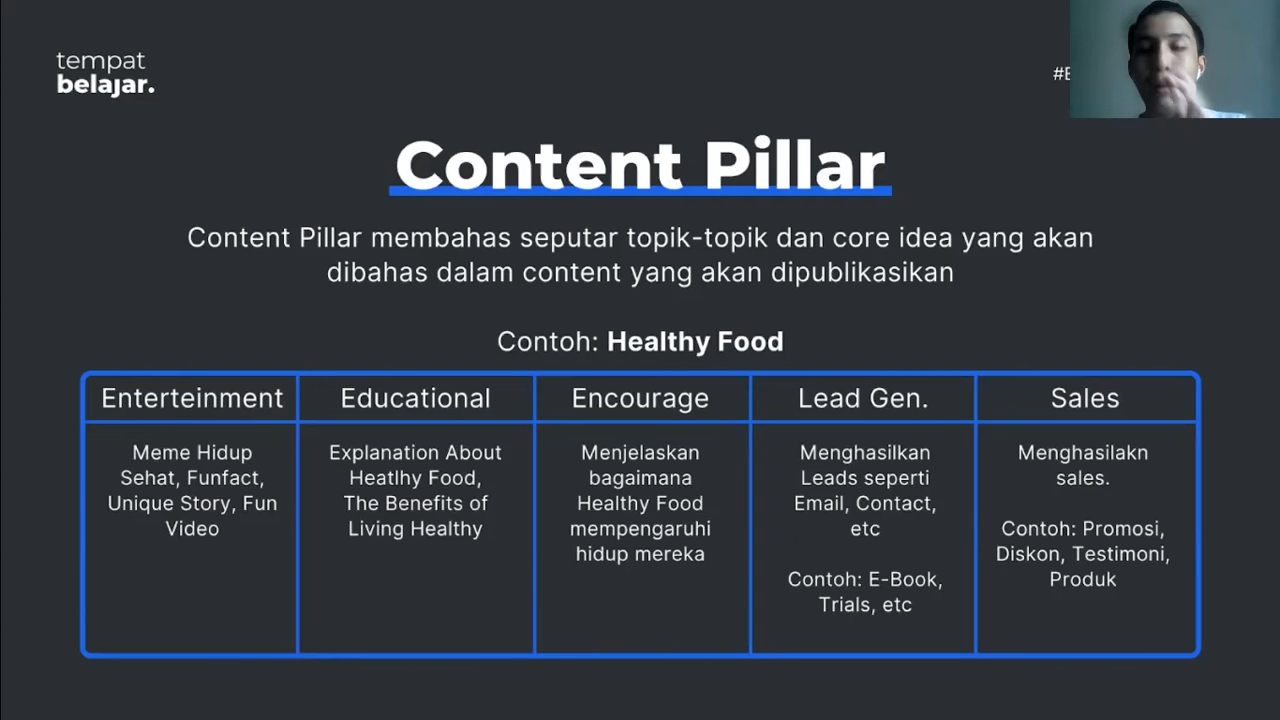 tempat
belajar.
Content Pillar
Content Pillar membahas seputar topik-topik dan core idea yang akan
dibahas dalam content yang akan dipublikasikan
Contoh: Healthy Food
Enterteinment
Meme Hidup
Sehat, Funfact,
Unique Story, Fun
Video
Educational
Explanation About
Heatlhy Food,
The Benefits of
Living Healthy
Encourage
Menjelaskan
bagaimana
Healthy Food
mempengaruhi
hidup mereka
Lead Gen.
Menghasilkan
Leads seperti
Email, Contact,
etc
Contoh: E-Book,
Trials, etc
Sales
Menghasilakn
sales.
Contoh: Promosi,
Diskon, Testimoni,
Produk